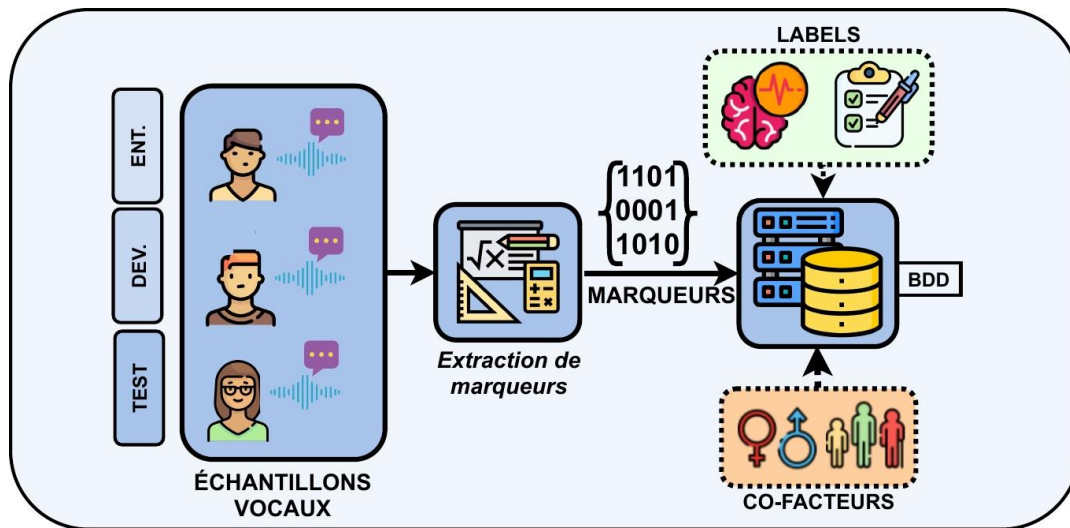 LABELS
ENT.
DEV.
TEST
1101
0001
1010
MARQUEURS
BDD
√x
Extraction de
marqueurs
ÉCHANTILLONS
VOCAUX
CO-FACTEURS